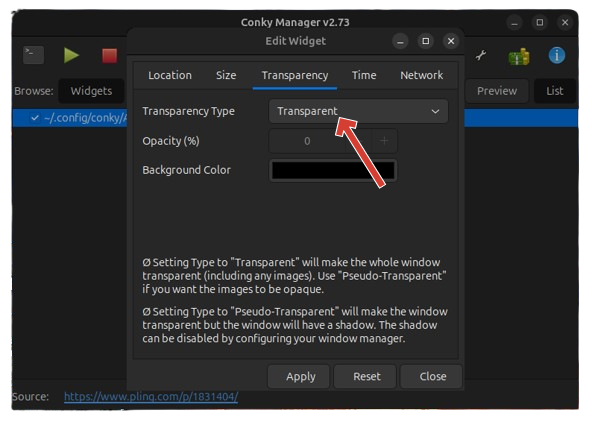 Conky Manager v2.73
Edit Widget
Location Size Transparency Time Network
Browse: Widgets Preview List
~/.config/conky/
Transparency Type Transparent
Opacity (%) 0 +
Background Color
Ø Setting Type to "Transparent" will make the whole window
transparent (including any images). Use "Pseudo-Transparent"
if you want the images to be opaque.
Ø Setting Type to "Pseudo-Transparent" will make the window
transparent but the window will have a shadow. The shadow
can be disabled by configuring your window manager.
Apply Reset Close
Source: https://www.pling.com/p/1831404/